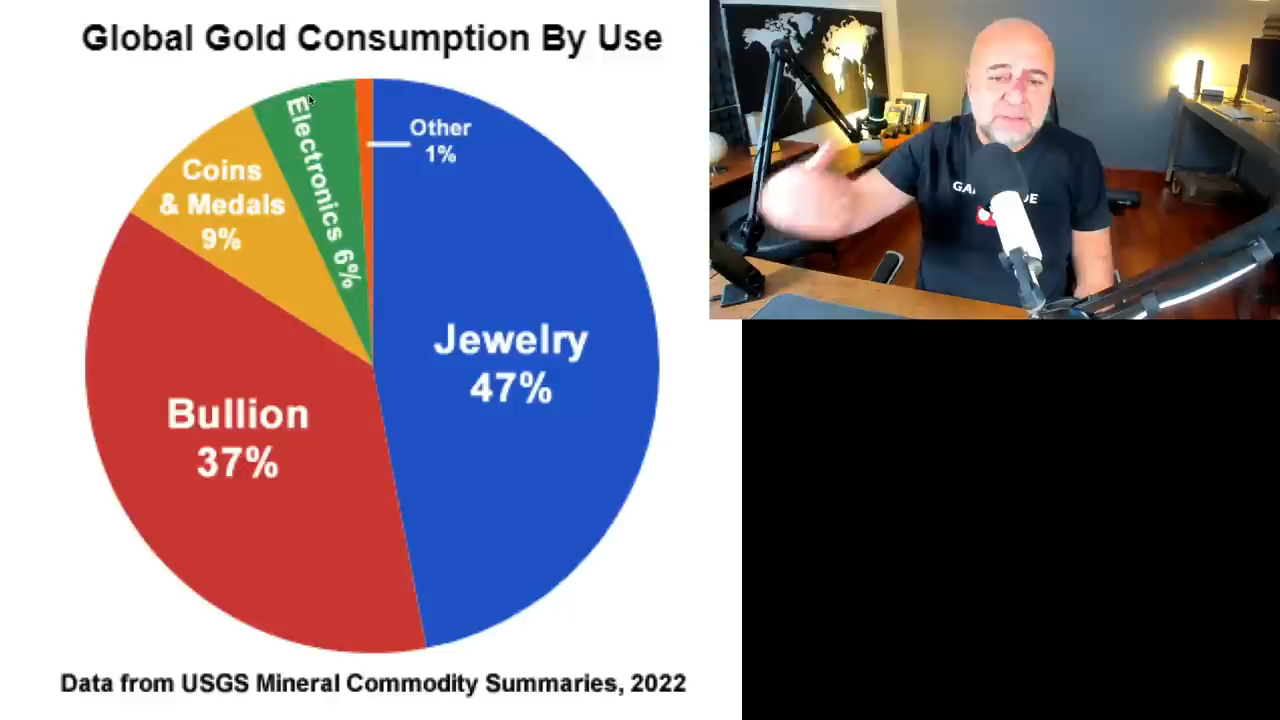 Global Gold Consumption By Use
Other
1%
Electronics 6%
Coins
& Medals
9%
Jewelry
47%
Bullion
37%
Data from USGS Mineral Commodity Summaries, 2022